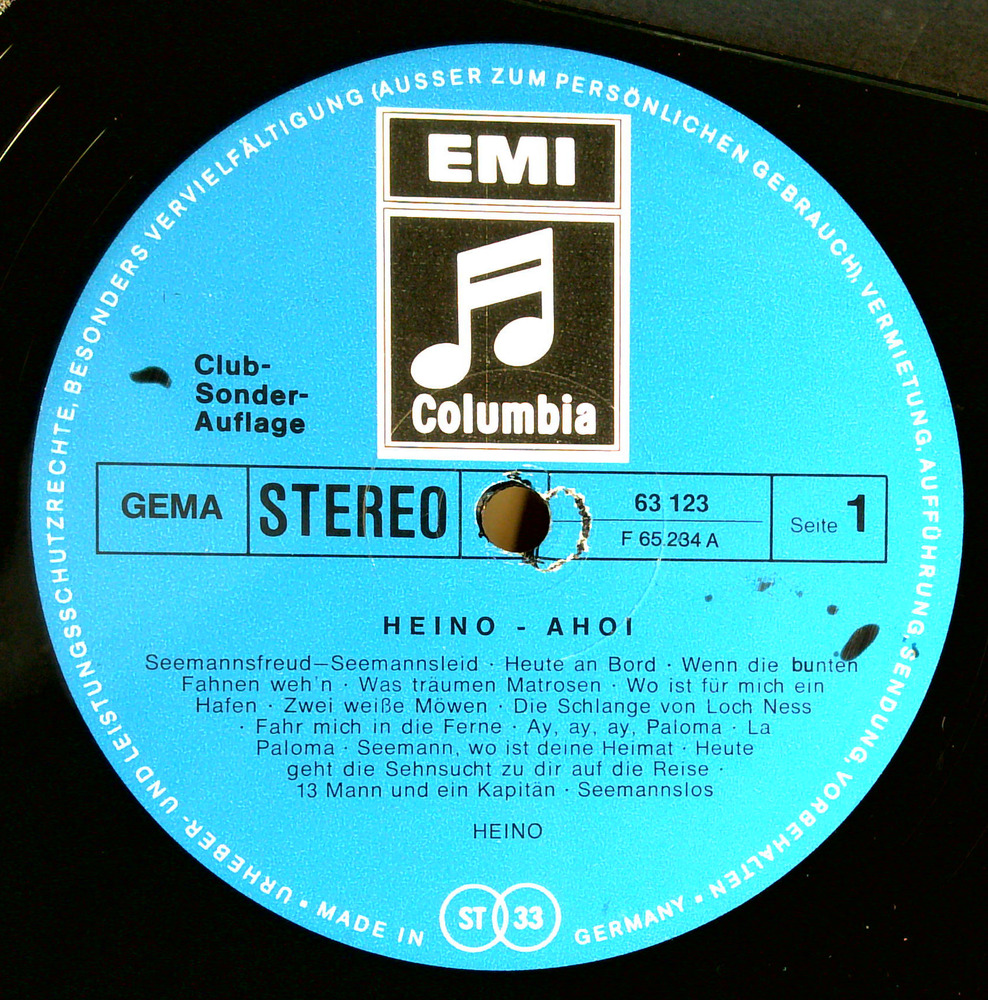 URHEBER- UND LEISTUNGSSCHUTZRECHTE, BESONDERS VERVIELFÄLTIGUNG (AUSSER ZUM PERSÖNLICHEN GEBRAUCH), VERMIETUNG, AUFFÜHRUNG, SENDUNG, VORBEHALTEN
EMI
Columbia
Club-
Sonder-
Auflage
GEMA
STEREO
63 123
F 65.234 A
Seite 1
HEINO - AHOI
Seemannsfreud—Seemannsleid · Heute an Bord · Wenn die bunten
Fahnen weh'n · Was träumen Matrosen · Wo ist für mich ein
Hafen · Zwei weiße Möwen · Die Schlange von Loch Ness
· Fahr mich in die Ferne · Ay, ay, ay, Paloma · La
Paloma · Seemann, wo ist deine Heimat · Heute
geht die Sehnsucht zu dir auf die Reise ·
13 Mann und ein Kapitän · Seemannslos
HEINO
· MADE IN
ST 33
GERMANY ·